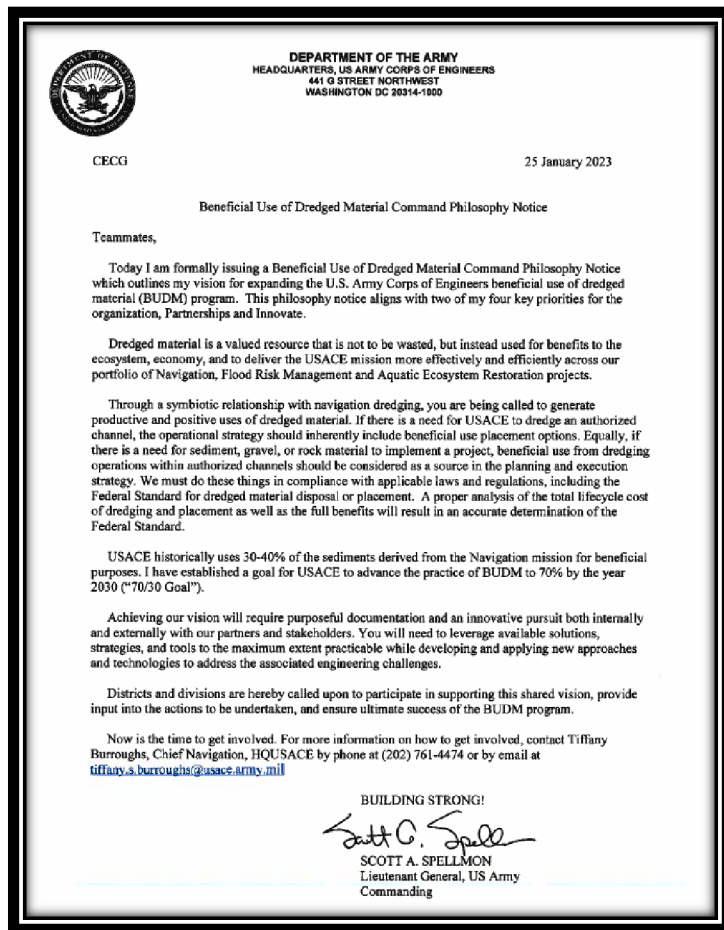 DEPARTMENT OF THE ARMY
HEADQUARTERS, US ARMY CORPS OF ENGINEERS
441 G STREET NORTHWEST
WASHINGTON DC 20314-1000
CECG
25 January 2023
Beneficial Use of Dredged Material Command Philosophy Notice
Teammates,
Today I am formally issuing a Beneficial Use of Dredged Material Command Philosophy Notice
which outlines my vision for expanding the U.S. Army Corps of Engineers beneficial use of dredged
material (BUDM) program. This philosophy notice aligns with two of my four key priorities for the
organization, Partnerships and Innovate.
Dredged material is a valued resource that is not to be wasted, but instead used for benefits to the
ecosystem, economy, and to deliver the USACE mission more effectively and efficiently across our
portfolio of Navigation, Flood Risk Management and Aquatic Ecosystem Restoration projects.
Through a symbiotic relationship with navigation dredging, you are being called to generate
productive and positive uses of dredged material. If there is a need for USACE to dredge an authorized
channel, the operational strategy should inherently include beneficial use placement options. Equally, if
there is a need for sediment, gravel, or rock material to implement a project, beneficial use from dredging
operations within authorized channels should be considered as a source in the planning and execution
strategy. We must do these things in compliance with applicable laws and regulations, including the
Federal Standard for dredged material disposal or placement. A proper analysis of the total lifecycle cost
of dredging and placement as well as the full benefits will result in an accurate determination of the
Federal Standard.
USACE historically uses 30-40% of the sediments derived from the Navigation mission for beneficial
purposes. I have established a goal for USACE to advance the practice of BUDM to 70% by the year
2030 ("70/30 Goal").
Achieving our vision will require purposeful documentation and an innovative pursuit both internally
and externally with our partners and stakeholders. You will need to leverage available solutions,
strategies, and tools to the maximum extent practicable while developing and applying new approaches
and technologies to address the associated engineering challenges.
Districts and divisions are hereby called upon to participate in supporting this shared vision, provide
input into the actions to be undertaken, and ensure ultimate success of the BUDM program.
Now is the time to get involved. For more information on how to get involved, contact Tiffany
Burroughs, Chief Navigation, HQUSACE by phone at (202) 761-4474 or by email at
tiffany.s.burroughs@usace.army.mil
BUILDING STRONG!
SCOTT A. SPELLMON
Lieutenant General, US Army
Commanding